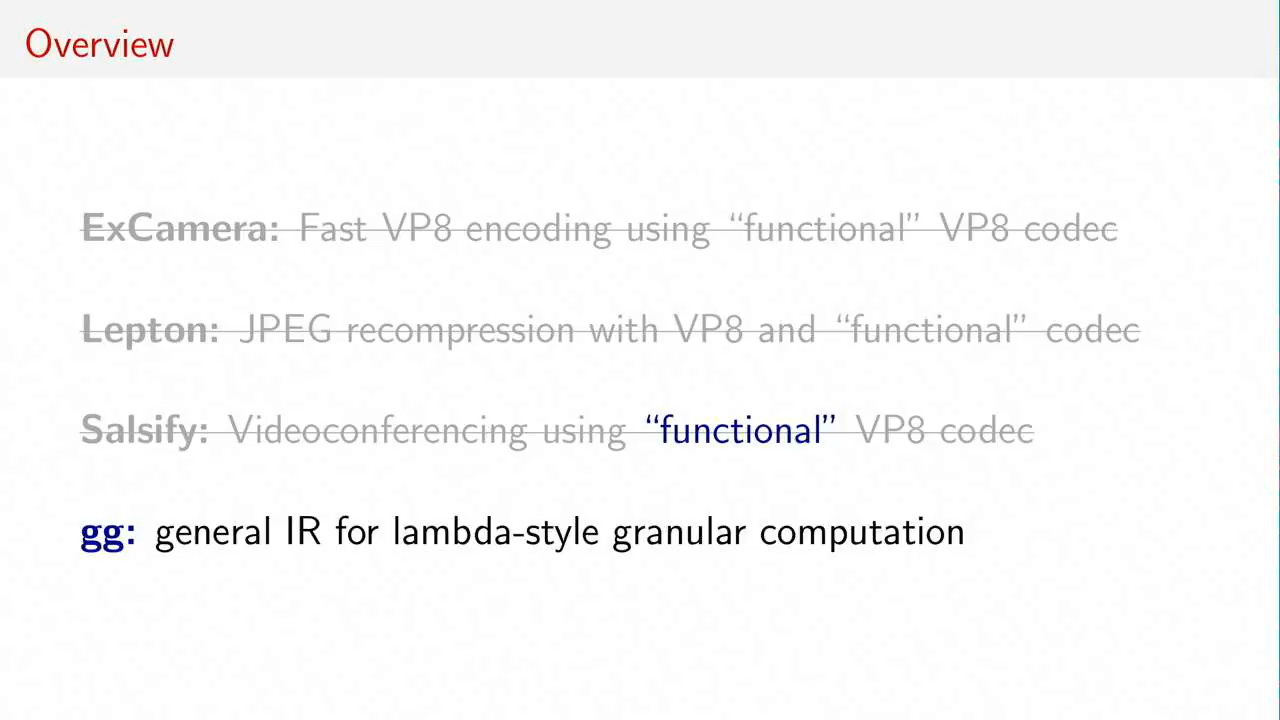 Overview
ExCamera: Fast VP8 encoding using “functional” VP8 codec
Lepton: JPEG recompression with VP8 and “functional” codec
Salsify: Videoconferencing using “functional” VP8 codec
gg: general IR for lambda-style granular computation